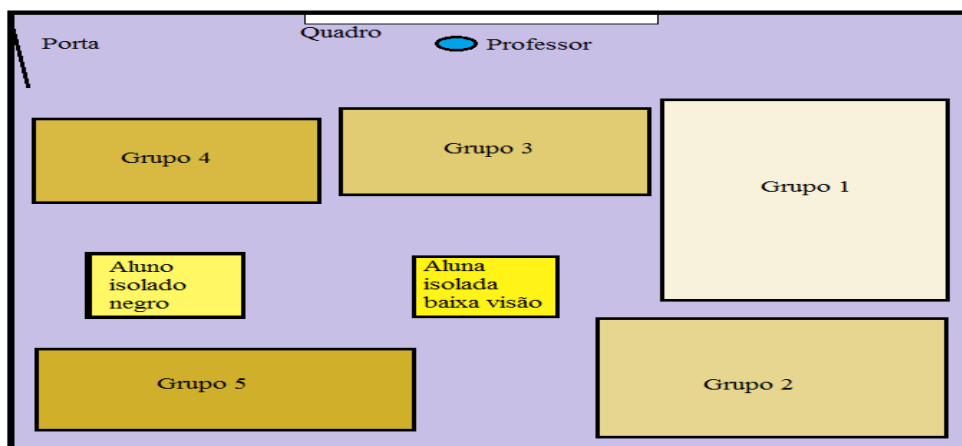 Quadro
Porta
Professor
Grupo 4
Grupo 3
Grupo 1
Aluno
isolado
negro
Aluna
isolada
baixa visão
Grupo 5
Grupo 2